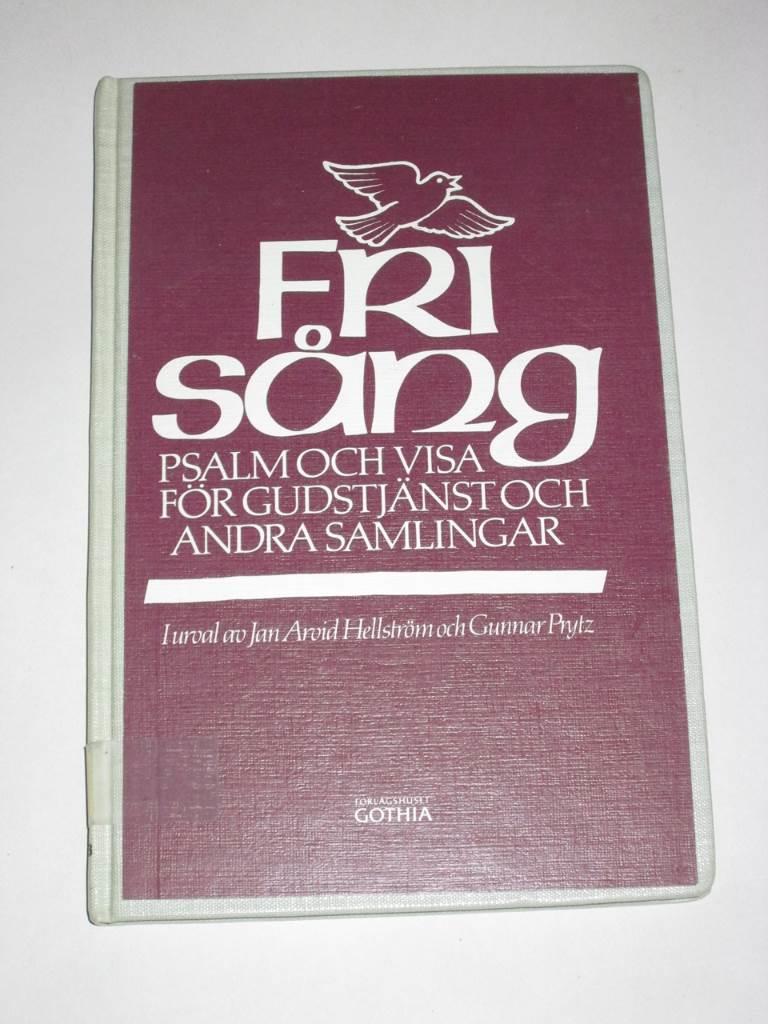 FRI
sång
PSALM OCH VISA
FÖR GUDSTJÄNST OCH
ANDRA SAMLINGAR
I urval av Jan Arvid Hellström och Gunnar Prytz
FÖRLAGSHUSET
GOTHIA